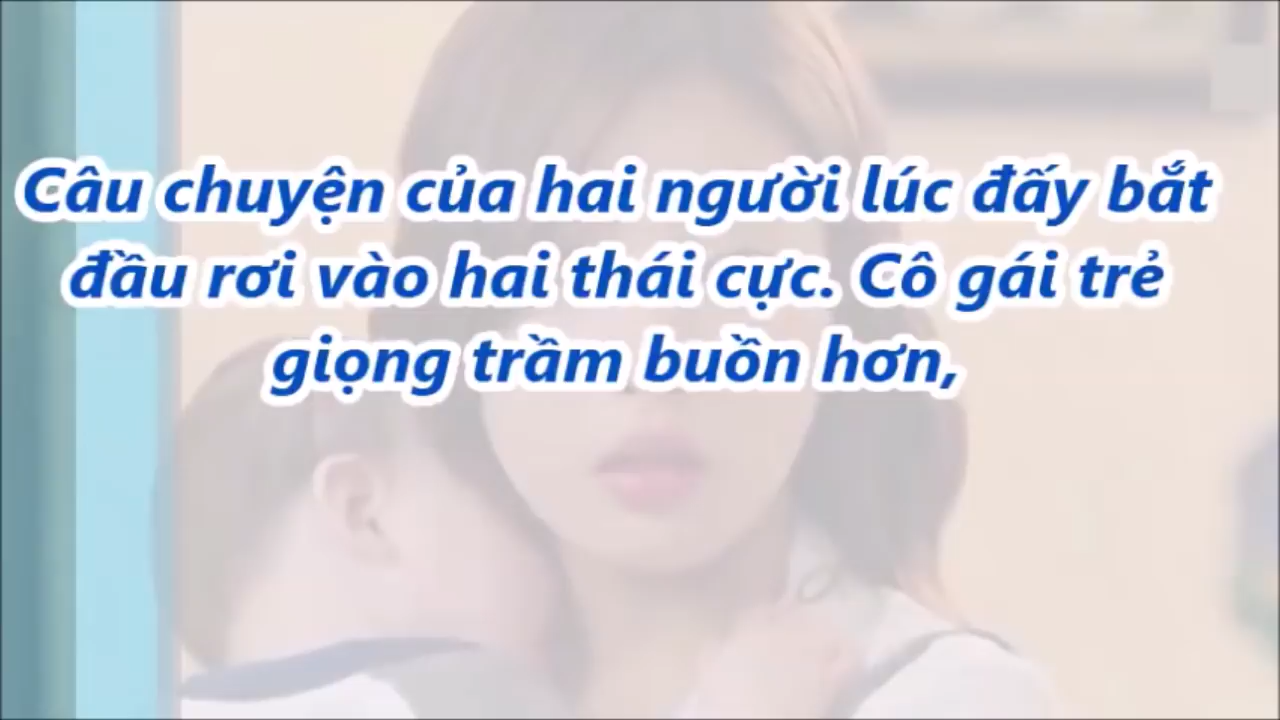 Câu chuyện của hai người lúc đấy bắt
đầu rơi vào hai thái cực. Cô gái trẻ
giọng trầm buồn hơn,